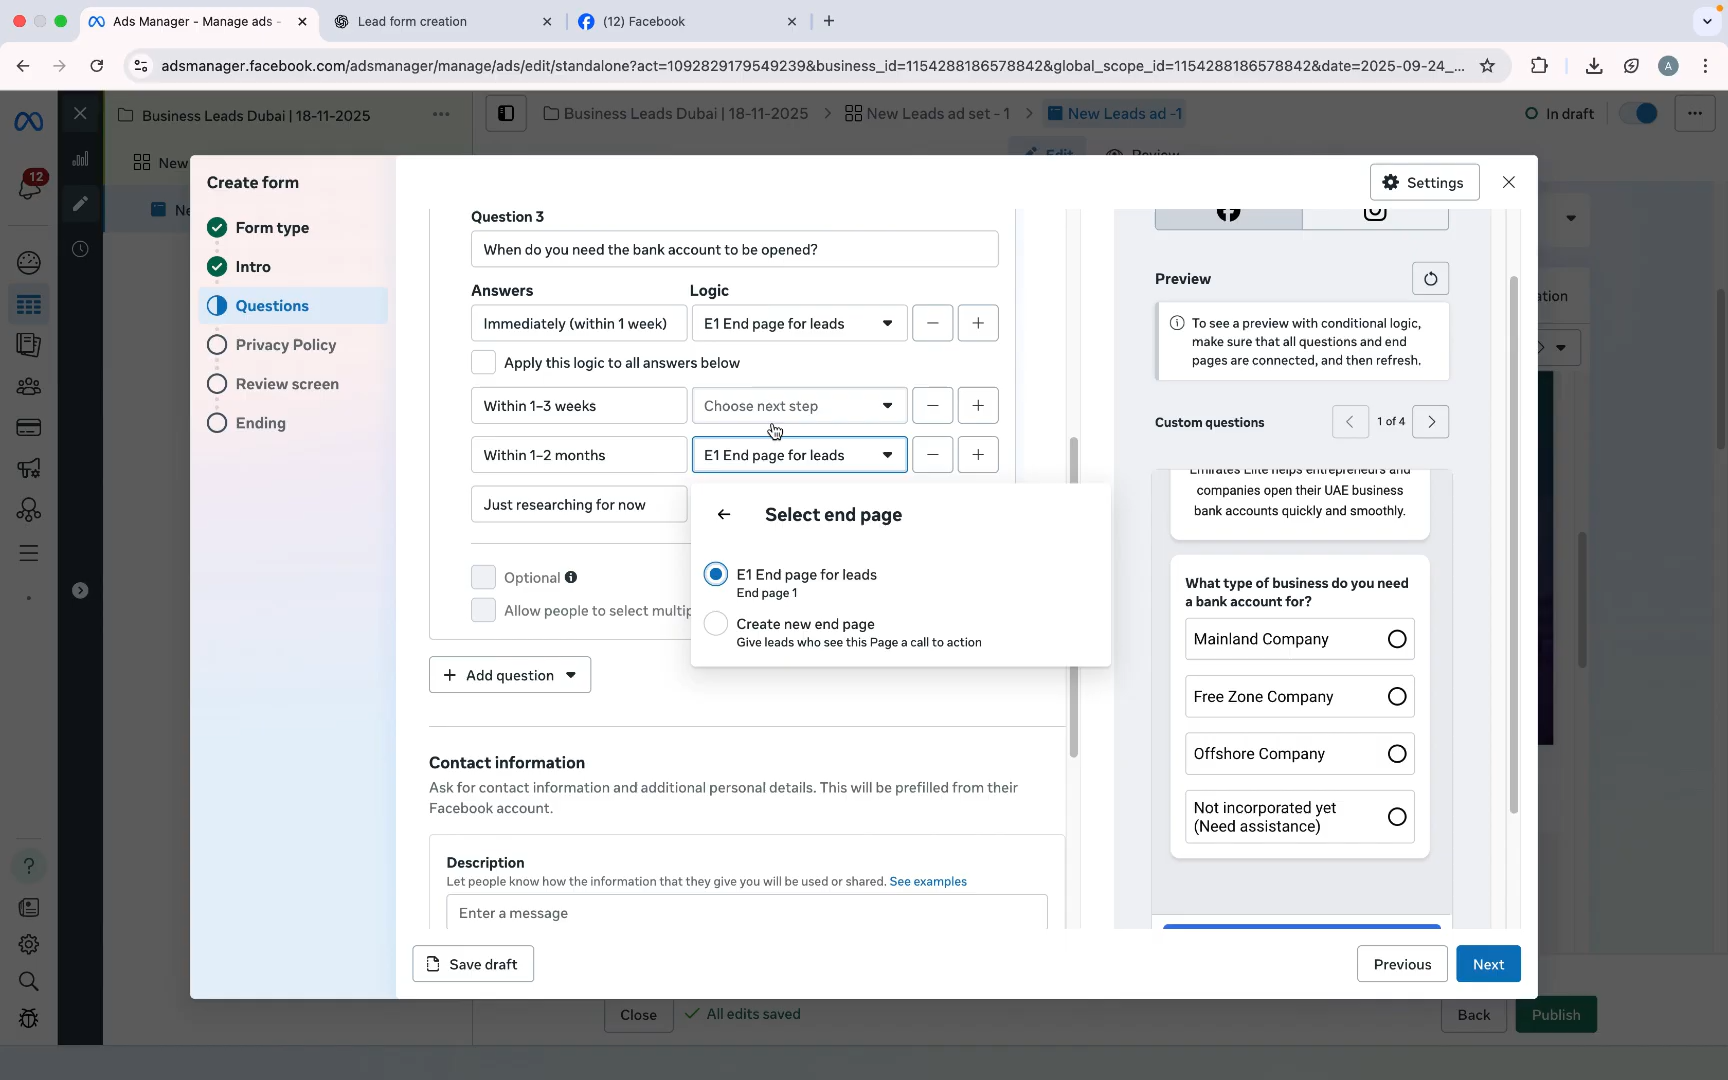 Ads Manager - Manage ads -
Lead form creation
(12) Facebook
adsmanager.facebook.com/adsmanager/manage/ads/edit/standalone?act=1092829179549239&business_id=1154288186578842&global_scope_id=1154288186578842&date=2025-09-24_...
A
Business Leads Dubai | 18-11-2025
Business Leads Dubai | 18-11-2025
New Leads ad set - 1
New Leads ad -1
In draft
12
New
Edit
Create form
Form type
Intro
Questions
Privacy Policy
Review screen
Ending
Settings
Question 3
When do you need the bank account to be opened?
Answers
Logic
Immediately (within 1 week)
E1 End page for leads
Apply this logic to all answers below
Within 1–3 weeks
Choose next step
Within 1–2 months
E1 End page for leads
Just researching for now
Select end page
E1 End page for leads
End page 1
Create new end page
Give leads who see this Page a call to action
Optional
Allow people to select multip
Add question
Contact information
Ask for contact information and additional personal details. This will be prefilled from their
Facebook account.
Description
Let people know how the information that they give you will be used or shared. See examples
Enter a message
Preview
To see a preview with conditional logic,
make sure that all questions and end
pages are connected, and then refresh.
Custom questions
1 of 4
Emirates Elite helps entrepreneurs and
companies open their UAE business
bank accounts quickly and smoothly.
What type of business do you need
a bank account for?
Mainland Company
Free Zone Company
Offshore Company
Not incorporated yet
(Need assistance)
Save draft
Previous
Next
Close
All edits saved
Back
Publish